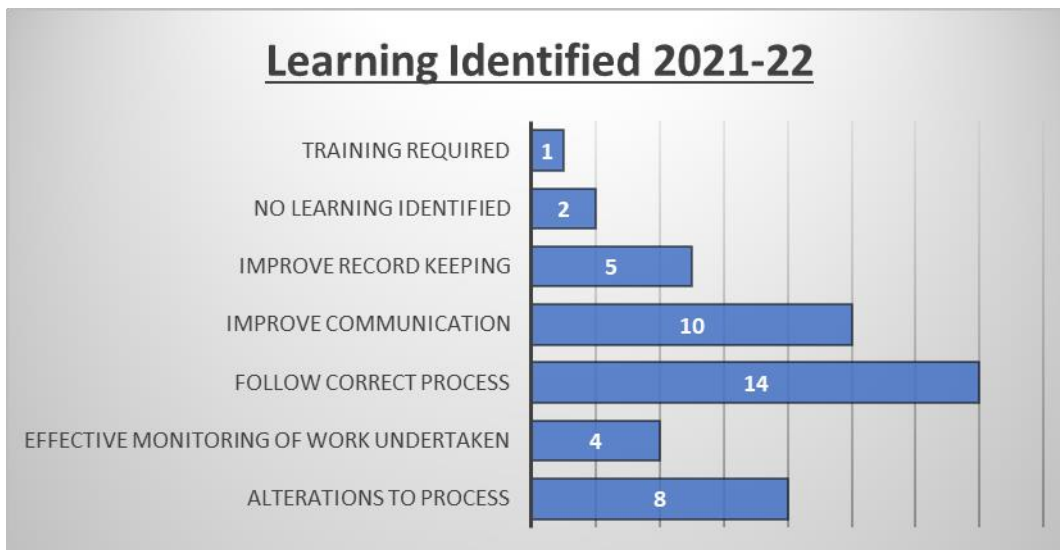 Learning Identified 2021-22
TRAINING REQUIRED 1
NO LEARNING IDENTIFIED 2
IMPROVE RECORD KEEPING 5
IMPROVE COMMUNICATION 10
FOLLOW CORRECT PROCESS 14
EFFECTIVE MONITORING OF WORK UNDERTAKEN 4
ALTERATIONS TO PROCESS 8